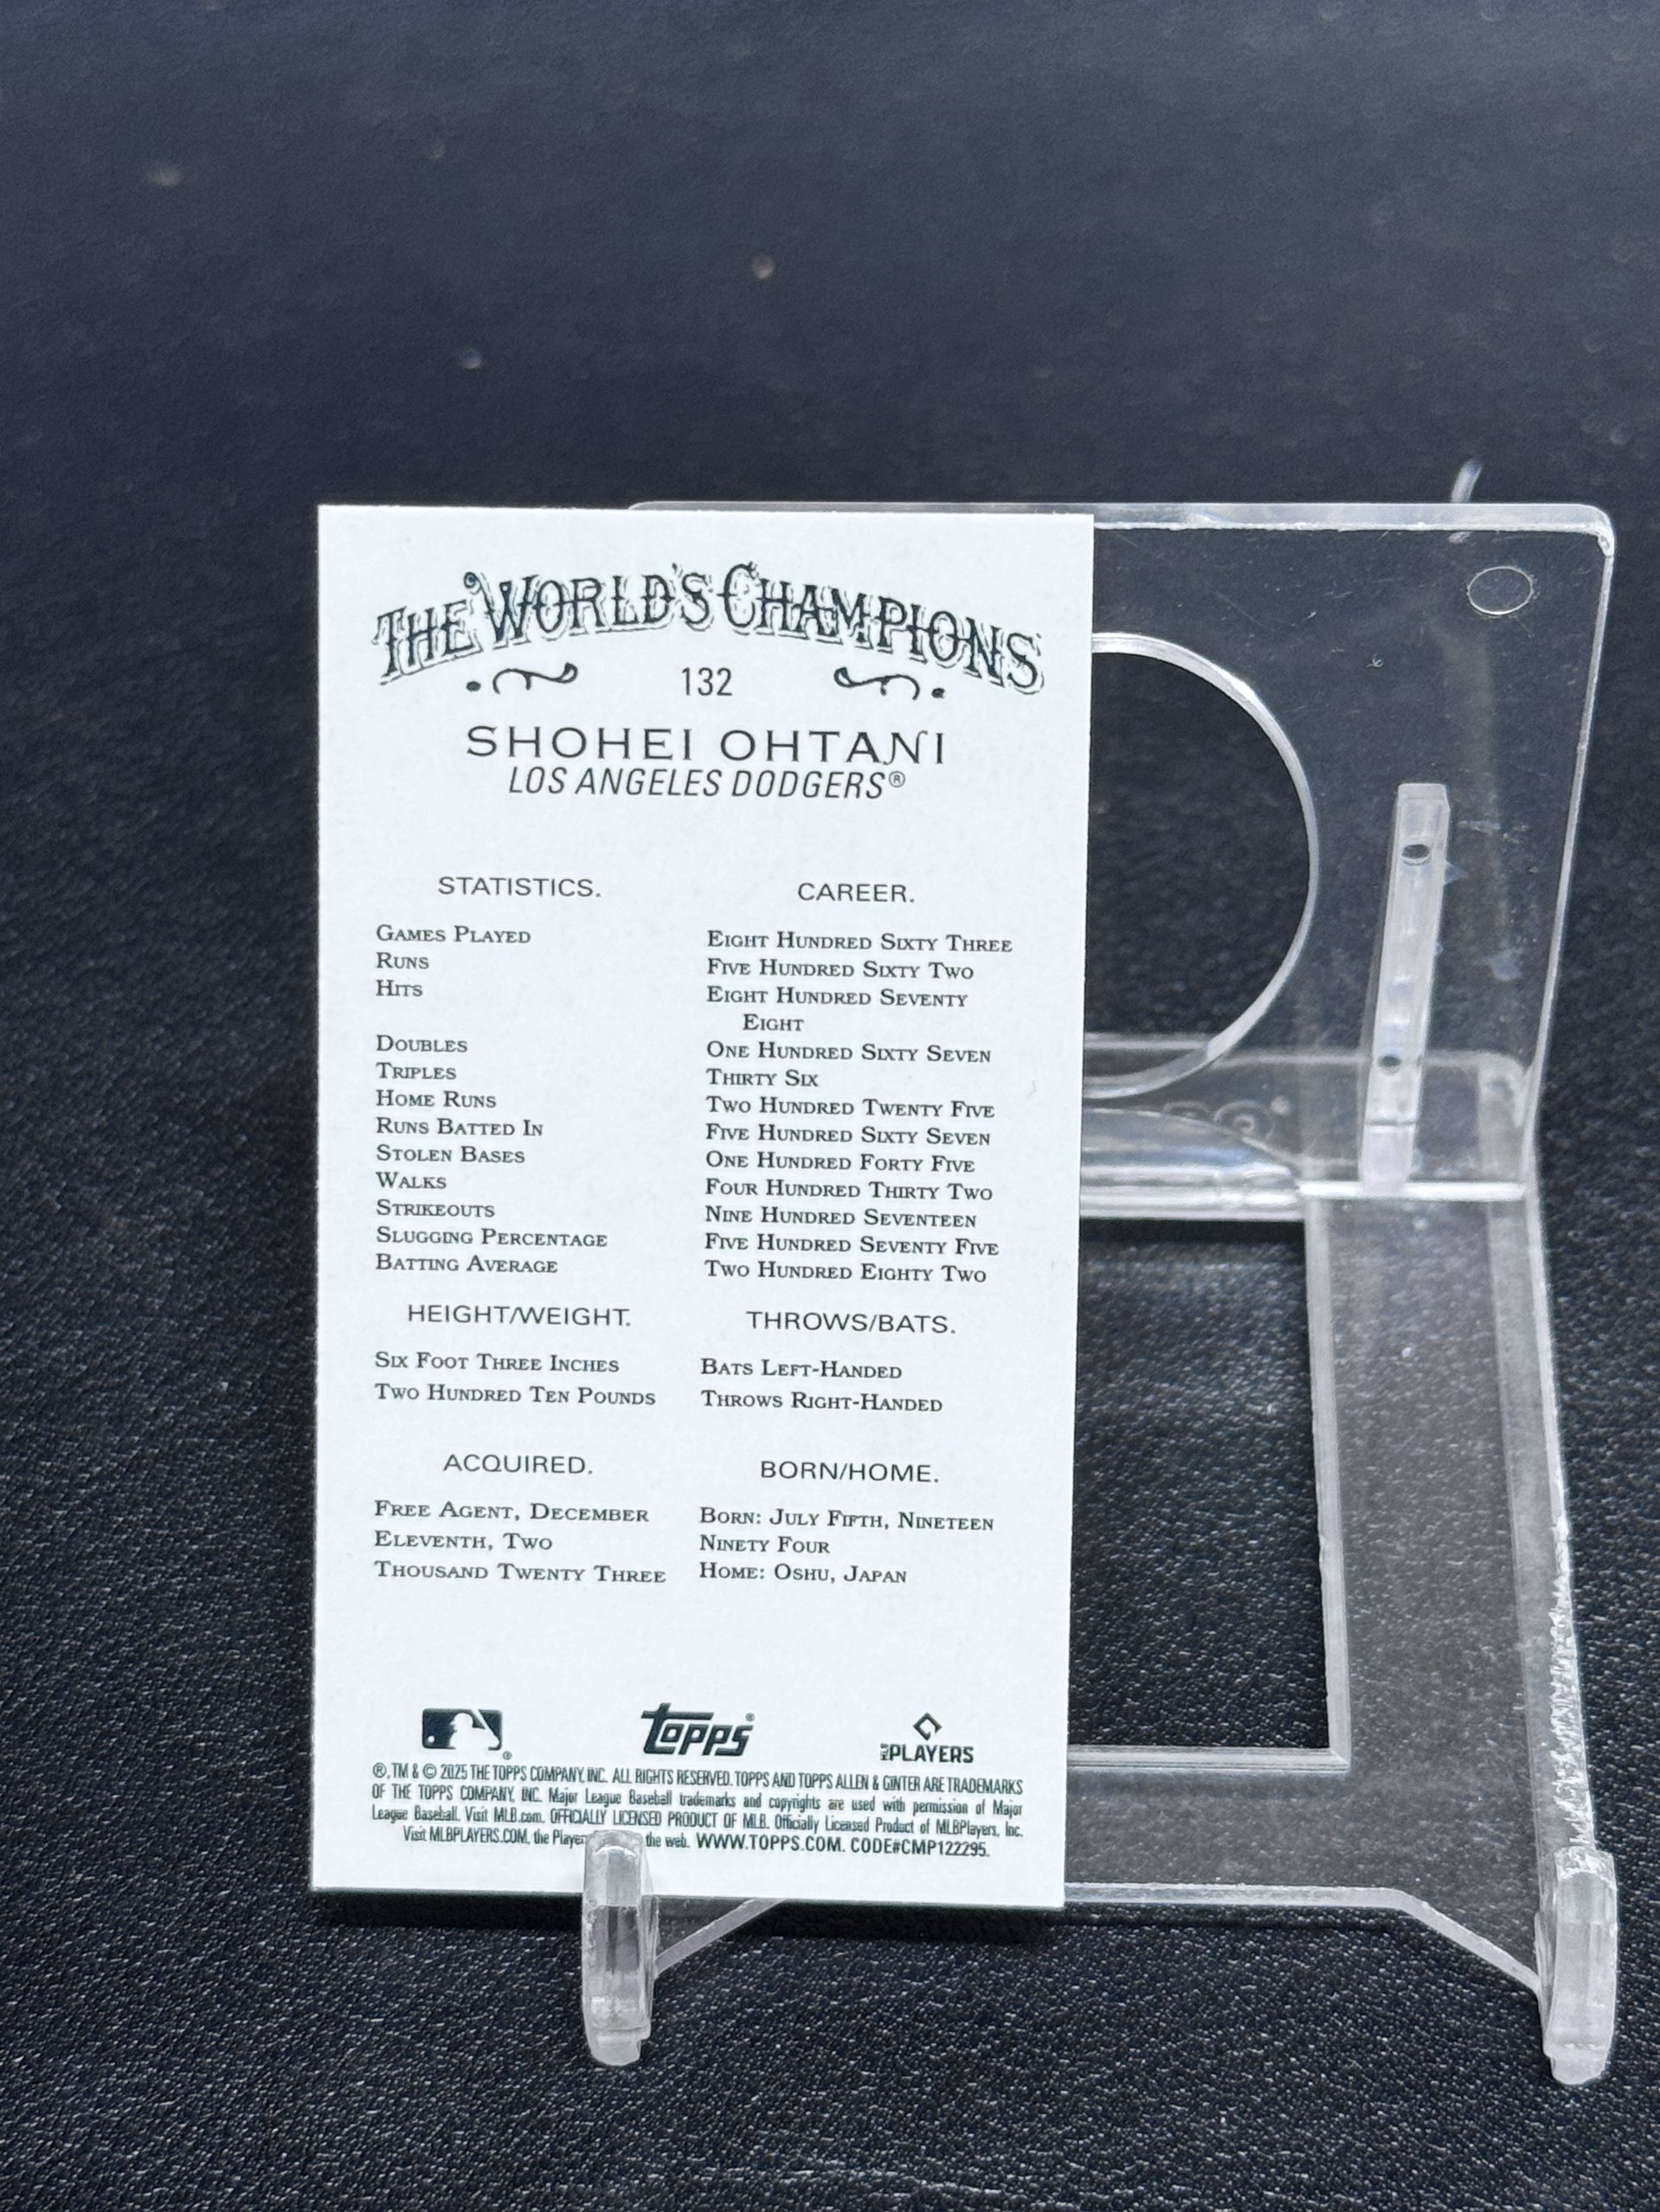 THE WORLD'S CHAMPIONS
132
SHOHEI OHTANI
LOS ANGELES DODGERS®
STATISTICS. CAREER.
GAMES PLAYED EIGHT HUNDRED SIXTY THREE
RUNS FIVE HUNDRED SIXTY TWO
HITS EIGHT HUNDRED SEVENTY
EIGHT
DOUBLES ONE HUNDRED SIXTY SEVEN
TRIPLES THIRTY SIX
HOME RUNS TWO HUNDRED TWENTY FIVE
RUNS BATTED IN FIVE HUNDRED SIXTY SEVEN
STOLEN BASES ONE HUNDRED FORTY FIVE
WALKS FOUR HUNDRED THIRTY TWO
STRIKEOUTS NINE HUNDRED SEVENTEEN
SLUGGING PERCENTAGE FIVE HUNDRED SEVENTY FIVE
BATTING AVERAGE TWO HUNDRED EIGHTY TWO
HEIGHT/WEIGHT.
SIX FOOT THREE INCHES
TWO HUNDRED TEN POUNDS
THROWS/BATS.
BATS LEFT-HANDED
THROWS RIGHT-HANDED
ACQUIRED.
FREE AGENT, DECEMBER
ELEVENTH, TWO
THOUSAND TWENTY THREE
BORN/HOME.
BORN: JULY FIFTH, NINETEEN
NINETY FOUR
HOME: OSHU, JAPAN
®
topps®
MLB PLAYERS
®, TM & © 2025 THE TOPPS COMPANY, INC. ALL RIGHTS RESERVED. TOPPS AND TOPPS ALLEN & GINTER ARE TRADEMARKS
OF THE TOPPS COMPANY, INC. Major League Baseball trademarks and copyrights are used with permission of Major
League Baseball. Visit MLB.com. OFFICIALLY LICENSED PRODUCT OF MLB. Officially Licensed Product of MLBPlayers, Inc.
Visit MLBPLAYERS.COM, the the web. WWW.TOPPS.COM. CODE#CMP122295.